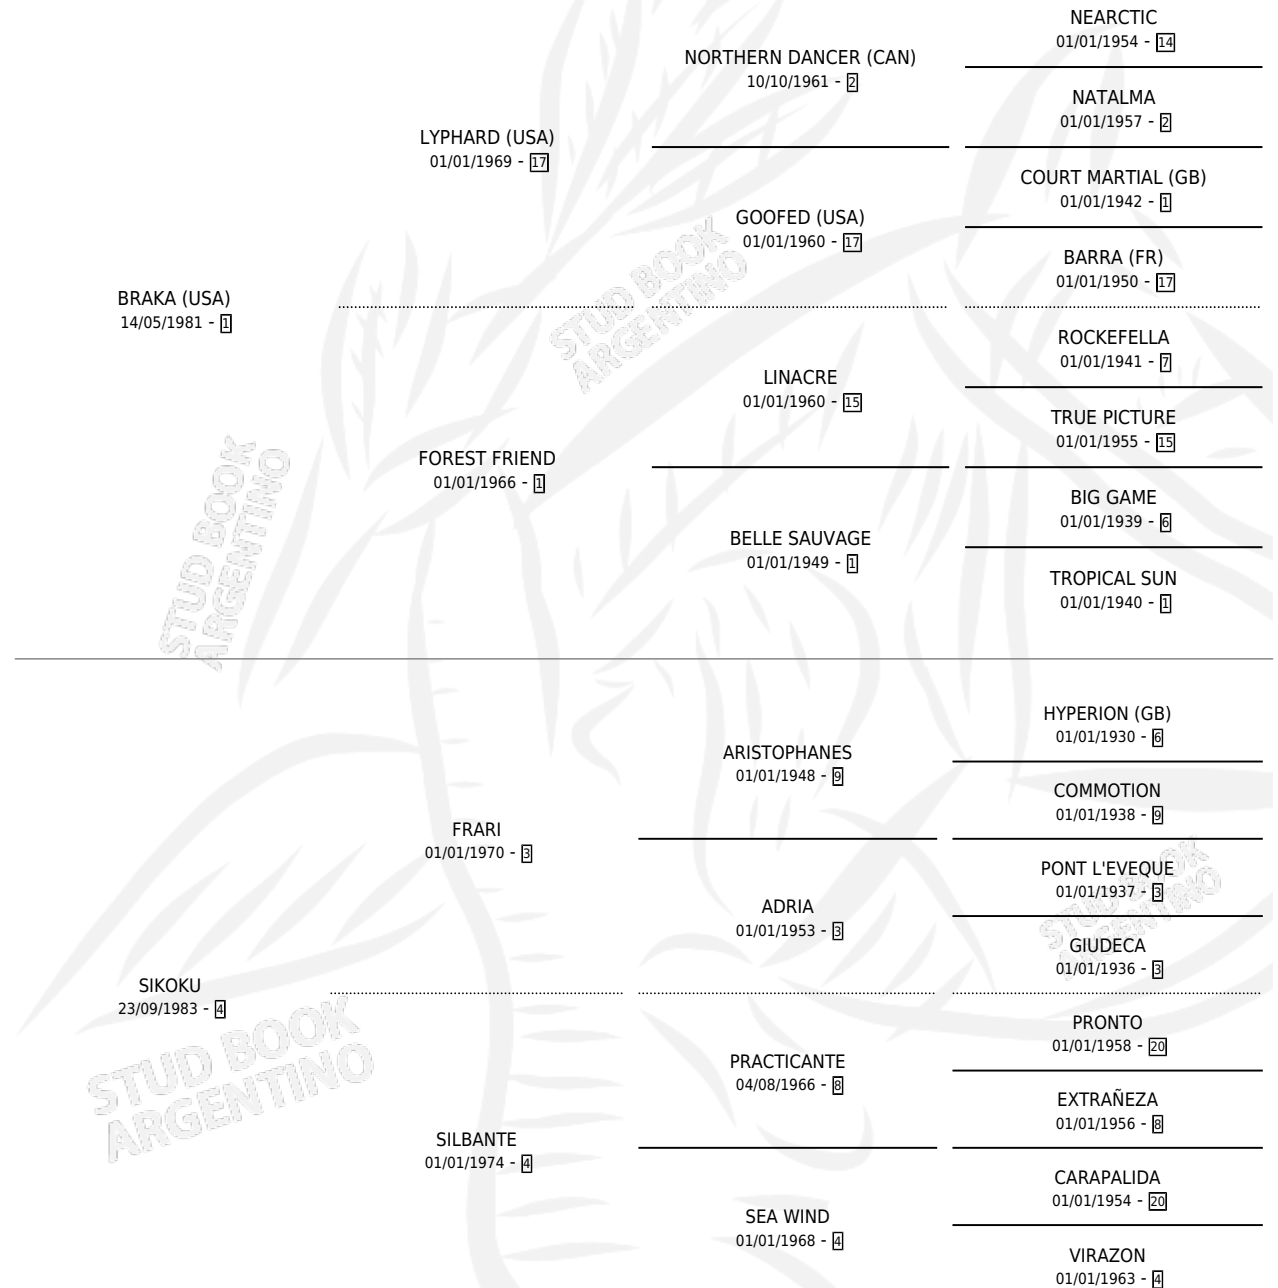 NEARCTIC
01/01/1954 - 14
NORTHERN DANCER (CAN)
10/10/1961 - 2
NATALMA
01/01/1957 - 2
LYPHARD (USA)
01/01/1969 - 17
COURT MARTIAL (GB)
01/01/1942 - 1
GOOFED (USA)
01/01/1960 - 17
BARRA (FR)
01/01/1950 - 17
BRAKA (USA)
14/05/1981 - 1
STUD BOOK
ARGENTINO
ROCKEFELLA
01/01/1941 - 7
LINACRE
01/01/1960 - 15
TRUE PICTURE
01/01/1955 - 15
FOREST FRIEND
01/01/1966 - 1
BIG GAME
01/01/1939 - 6
BELLE SAUVAGE
01/01/1949 - 1
TROPICAL SUN
01/01/1940 - 1
STUD BOOK
ARGENTINO
HYPERION (GB)
01/01/1930 - 6
ARISTOPHANES
01/01/1948 - 9
COMMOTION
01/01/1938 - 9
FRARI
01/01/1970 - 3
PONT L'EVEQUE
01/01/1937 - 3
ADRIA
01/01/1953 - 3
GIUDECA
01/01/1936 - 3
STUD BOOK
ARGENTINO
SIKOKU
23/09/1983 - 4
STUD BOOK
ARGENTINO
PRONTO
01/01/1958 - 20
PRACTICANTE
04/08/1966 - 8
EXTRAÑEZA
01/01/1956 - 8
SILBANTE
01/01/1974 - 4
CARAPALIDA
01/01/1954 - 20
SEA WIND
01/01/1968 - 4
VIRAZON
01/01/1963 - 4